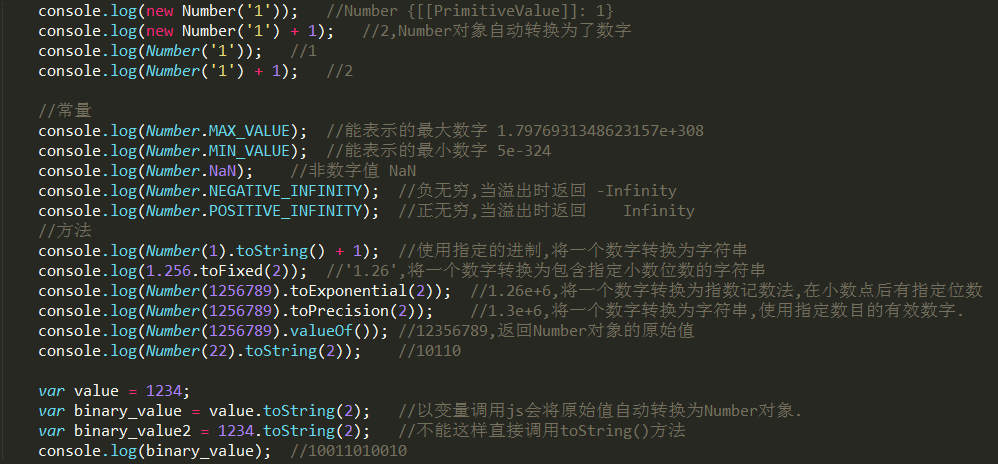 console.log(new Number('1'));   //Number {[[PrimitiveValue]]: 1}
console.log(new Number('1') + 1);   //2,Number对象自动转换为了数字
console.log(Number('1'));   //1
console.log(Number('1') + 1);   //2
//常量
console.log(Number.MAX_VALUE);  //能表示的最大数字 1.7976931348623157e+308
console.log(Number.MIN_VALUE);  //能表示的最小数字 5e-324
console.log(Number.NaN);    //非数字值 NaN
console.log(Number.NEGATIVE_INFINITY);  //负无穷,当溢出时返回 -Infinity
console.log(Number.POSITIVE_INFINITY);  //正无穷,当溢出时返回    Infinity
//方法
console.log(Number(1).toString() + 1);  //使用指定的进制,将一个数字转换为字符串
console.log(1.256.toFixed(2));  //'1.26',将一个数字转换为包含指定小数位数的字符串
console.log(Number(1256789).toExponential(2));  //1.26e+6,将一个数字转换为指数记数法,在小数点后有指定位数
console.log(Number(1256789).toPrecision(2));    //1.3e+6,将一个数字转换为字符串,使用指定数目的有效数字.
console.log(Number(1256789).valueOf()); //12356789,返回Number对象的原始值
console.log(Number(22).toString(2));    //10110
var value = 1234;
var binary_value = value.toString(2);   //以变量调用js会将原始值自动转换为Number对象.
var binary_value2 = 1234.toString(2);   //不能这样直接调用toString()方法
console.log(binary_value);  //10011010010